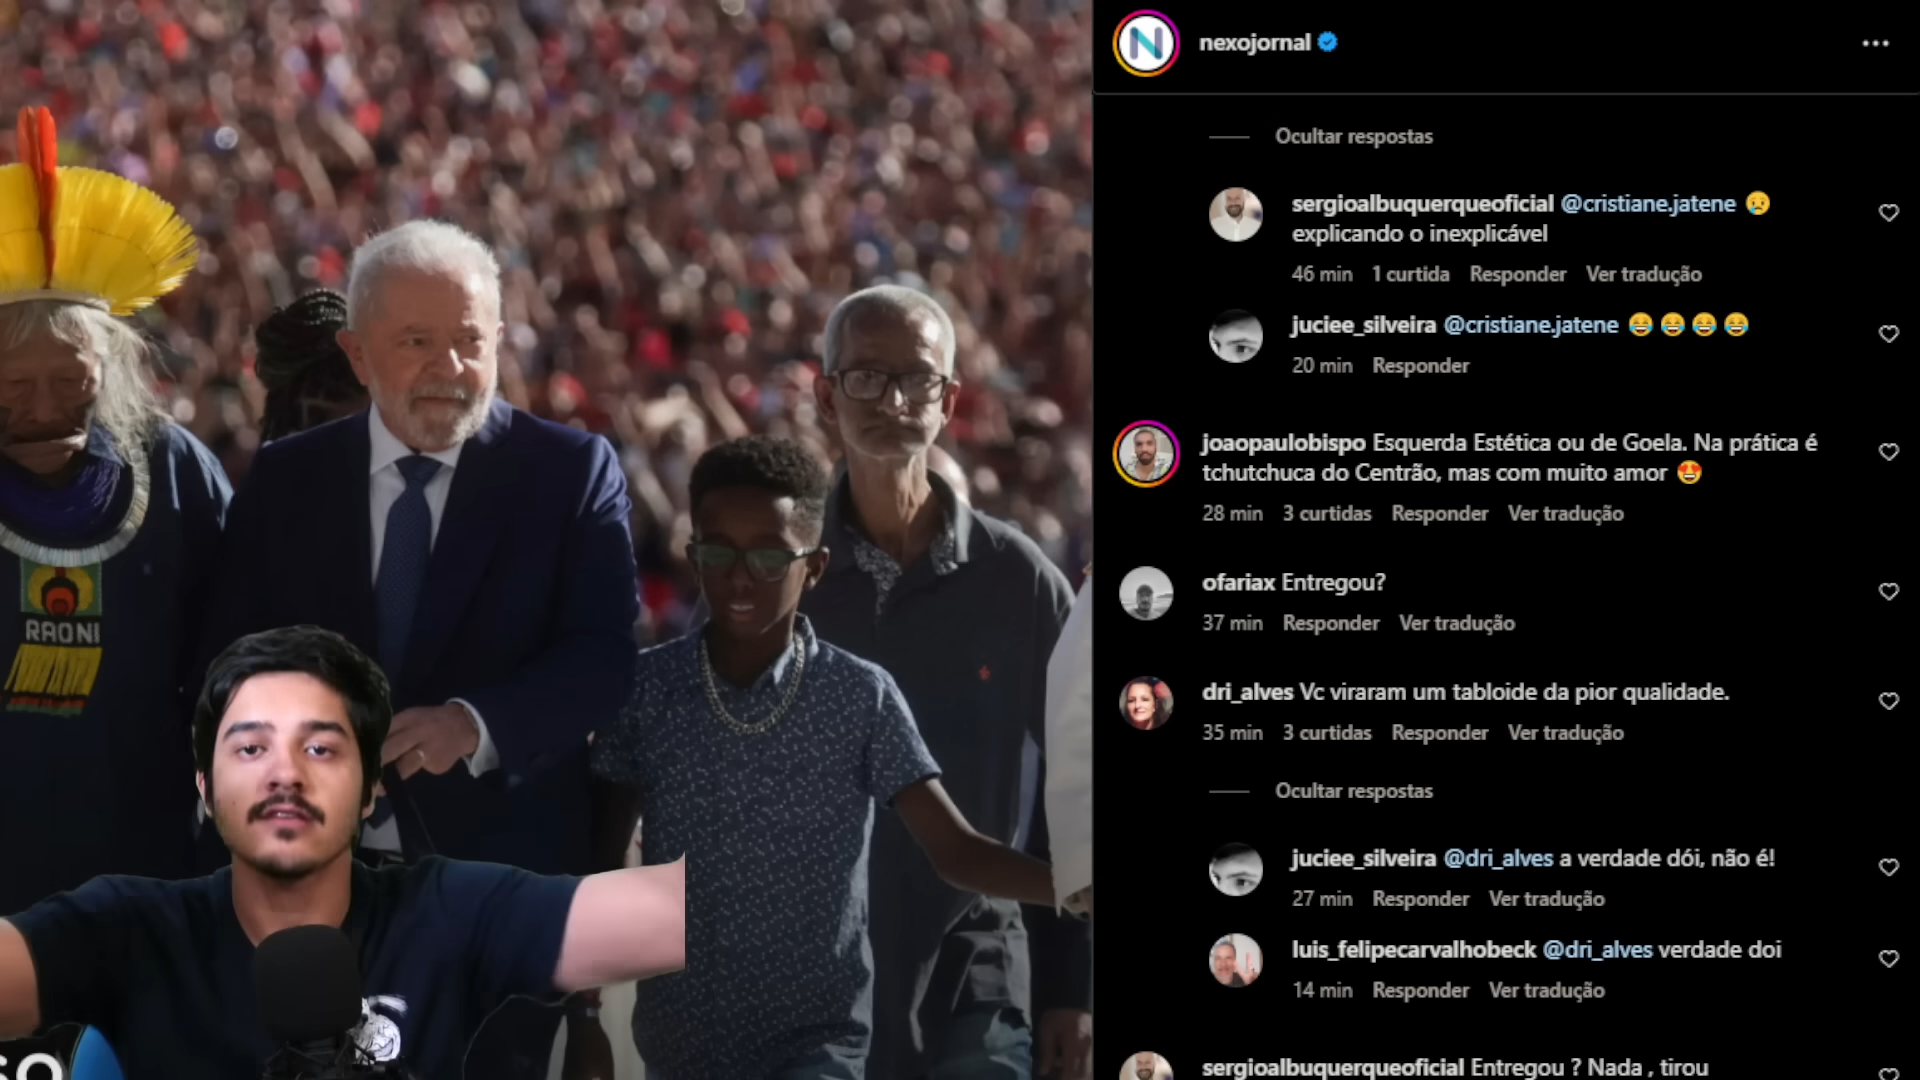 nexojornal
Ocultar respostas
sergioalbuquerqueoficial @cristiane.jatene 😢
explicando o inexplicável
46 min 1 curtida Responder Ver tradução
juciee_silveira @cristiane.jatene 😂😂😂😂
20 min Responder
joaopaulobispo Esquerda Estética ou de Goela. Na prática é
tchutchuca do Centrão, mas com muito amor 😍
28 min 3 curtidas Responder Ver tradução
ofariax Entregou?
37 min Responder Ver tradução
dri_alves Vc viraram um tabloide da pior qualidade.
35 min 3 curtidas Responder Ver tradução
Ocultar respostas
juciee_silveira @dri_alves a verdade dói, não é!
27 min Responder Ver tradução
luis_felipecarvalhobeck @dri_alves verdade doi
14 min Responder Ver tradução
sergioalbuquerqueoficial Entregou ? Nada , tirou
RAONI